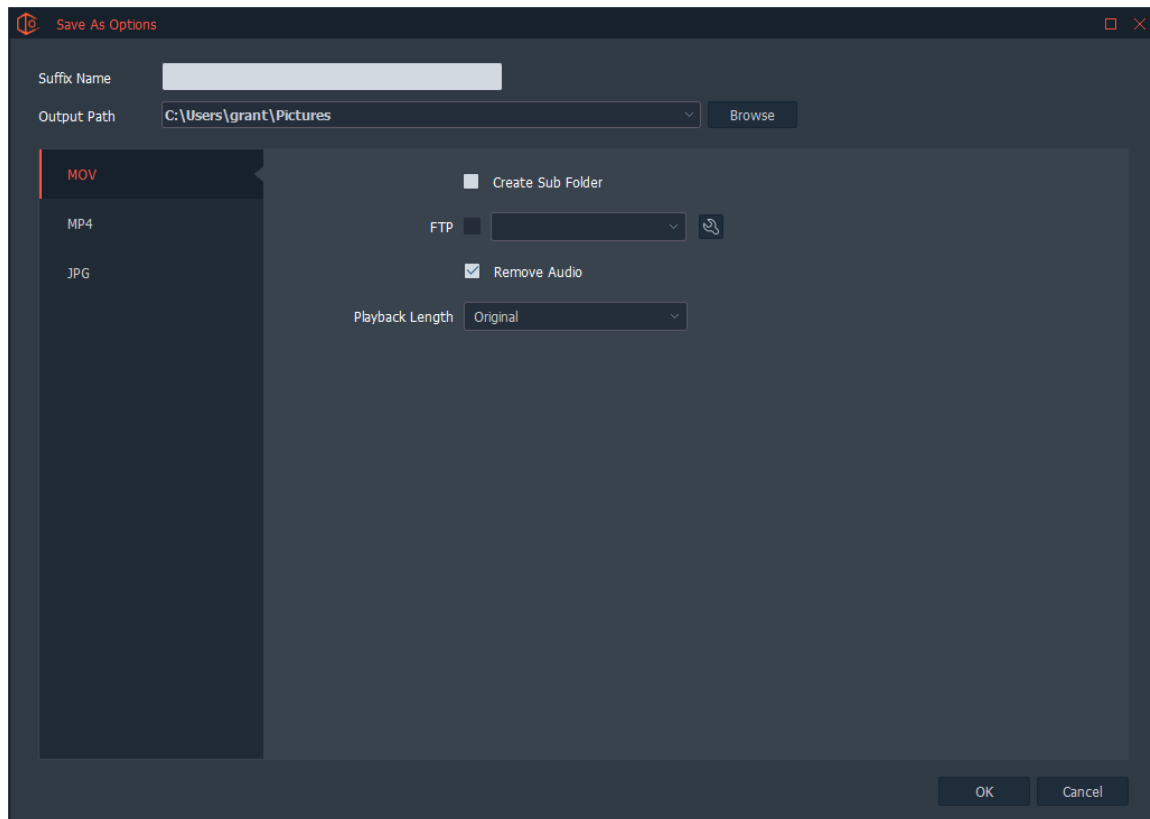 Save As Options
Suffix Name
Output Path C:\Users\grant\Pictures Browse
MOV
MP4
JPG
Create Sub Folder
FTP
Remove Audio
Playback Length Original
OK Cancel